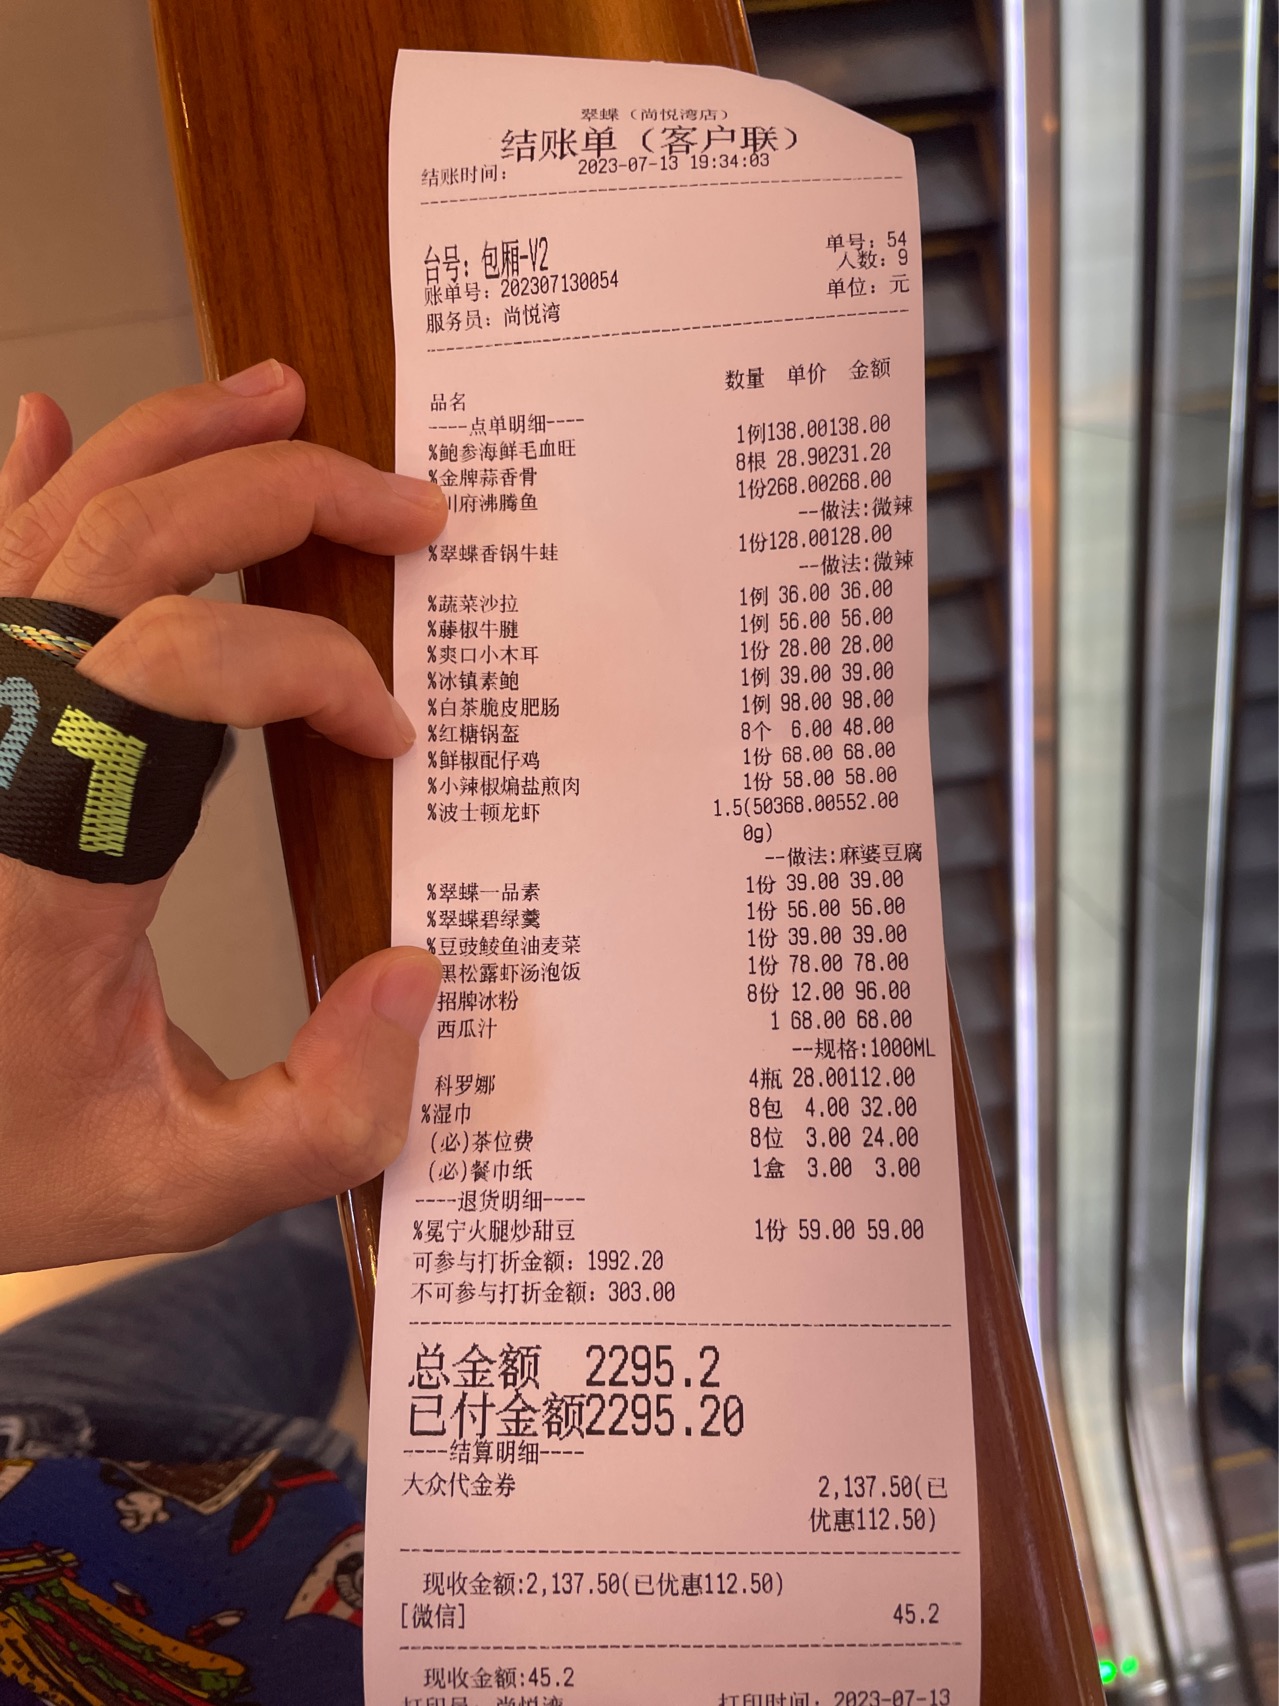 翠蝶（尚悦湾店）
结账单（客户联）
结账时间： 2023-07-13 19:34:03
台号：包厢-V2 单号：54
账单号：202307130054 人数：9
服务员：尚悦湾 单位：元
品名 数量 单价 金额
----点单明细----
%鲍参海鲜毛血旺 1例138.00138.00
%金牌蒜香骨 8根 28.90231.20
川府沸腾鱼 1份268.00268.00
--做法:微辣
%翠蝶香锅牛蛙 1份128.00128.00
--做法:微辣
%蔬菜沙拉 1例 36.00 36.00
%藤椒牛腱 1例 56.00 56.00
%爽口小木耳 1份 28.00 28.00
%冰镇素鲍 1例 39.00 39.00
%白茶脆皮肥肠 1例 98.00 98.00
%红糖锅盔 8个 6.00 48.00
%鲜椒配仔鸡 1份 68.00 68.00
%小辣椒煸盐煎肉 1份 58.00 58.00
%波士顿龙虾 1.5(50368.00552.00
0g)
--做法:麻婆豆腐
%翠蝶一品素 1份 39.00 39.00
%翠蝶碧绿羹 1份 56.00 56.00
%豆豉鲮鱼油麦菜 1份 39.00 39.00
黑松露虾汤泡饭 1份 78.00 78.00
招牌冰粉 8份 12.00 96.00
西瓜汁 1 68.00 68.00
--规格:1000ML
科罗娜 4瓶 28.00112.00
%湿巾 8包 4.00 32.00
(必)茶位费 8位 3.00 24.00
(必)餐巾纸 1盒 3.00 3.00
----退货明细----
%冕宁火腿炒甜豆 1份 59.00 59.00
可参与打折金额：1992.20
不可参与打折金额：303.00
总金额 2295.2
已付金额2295.20
----结算明细----
大众代金券 2,137.50(已
优惠112.50)
现收金额:2,137.50(已优惠112.50)
[微信] 45.2
现收金额:45.2
打印员：尚悦湾 打印时间：2023-07-13